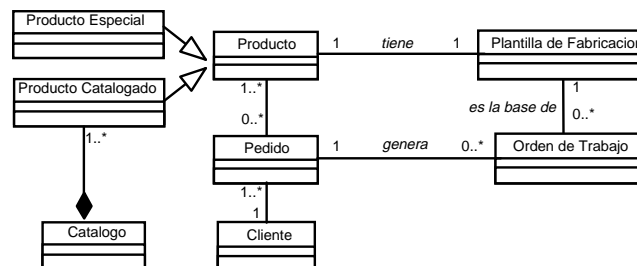 Producto Especial
Producto
1
tiene
1
Plantilla de Fabricacion
Producto Catalogado
1..*
1
es la base de
0..*
0..*
1..*
Pedido
1
genera
0..*
Orden de Trabajo
1..*
1
Catalogo
Cliente